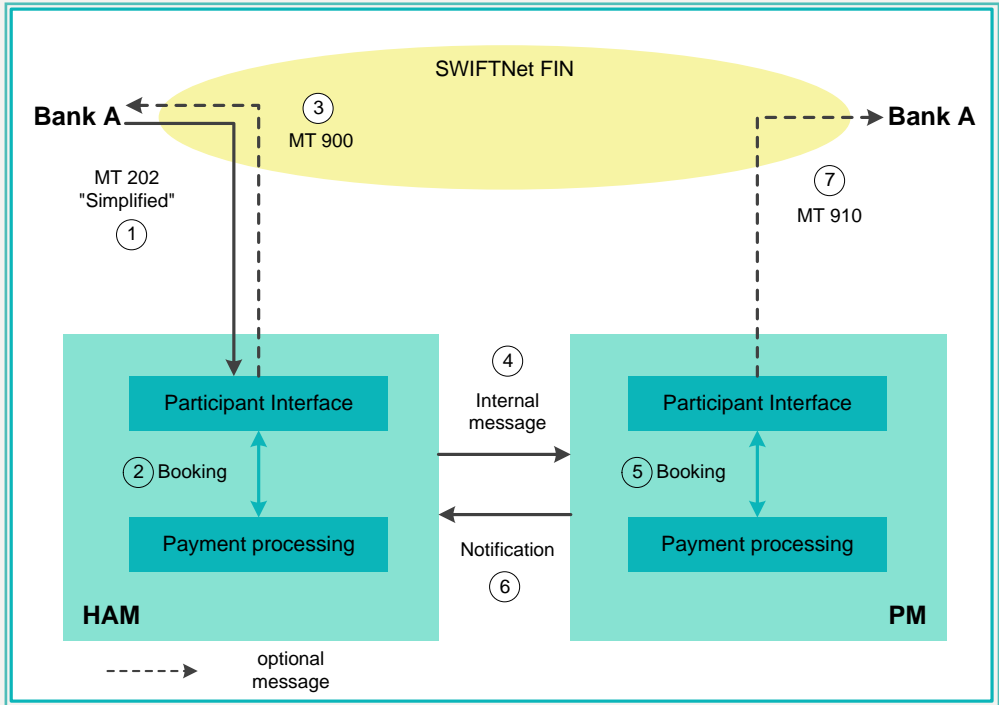 SWIFTNet FIN
Bank A
3
MT 900
Bank A
MT 202
"Simplified"
1
7
MT 910
4
Internal
message
Participant Interface
Participant Interface
2 Booking
5 Booking
Payment processing
Payment processing
Notification
6
HAM
PM
optional
message